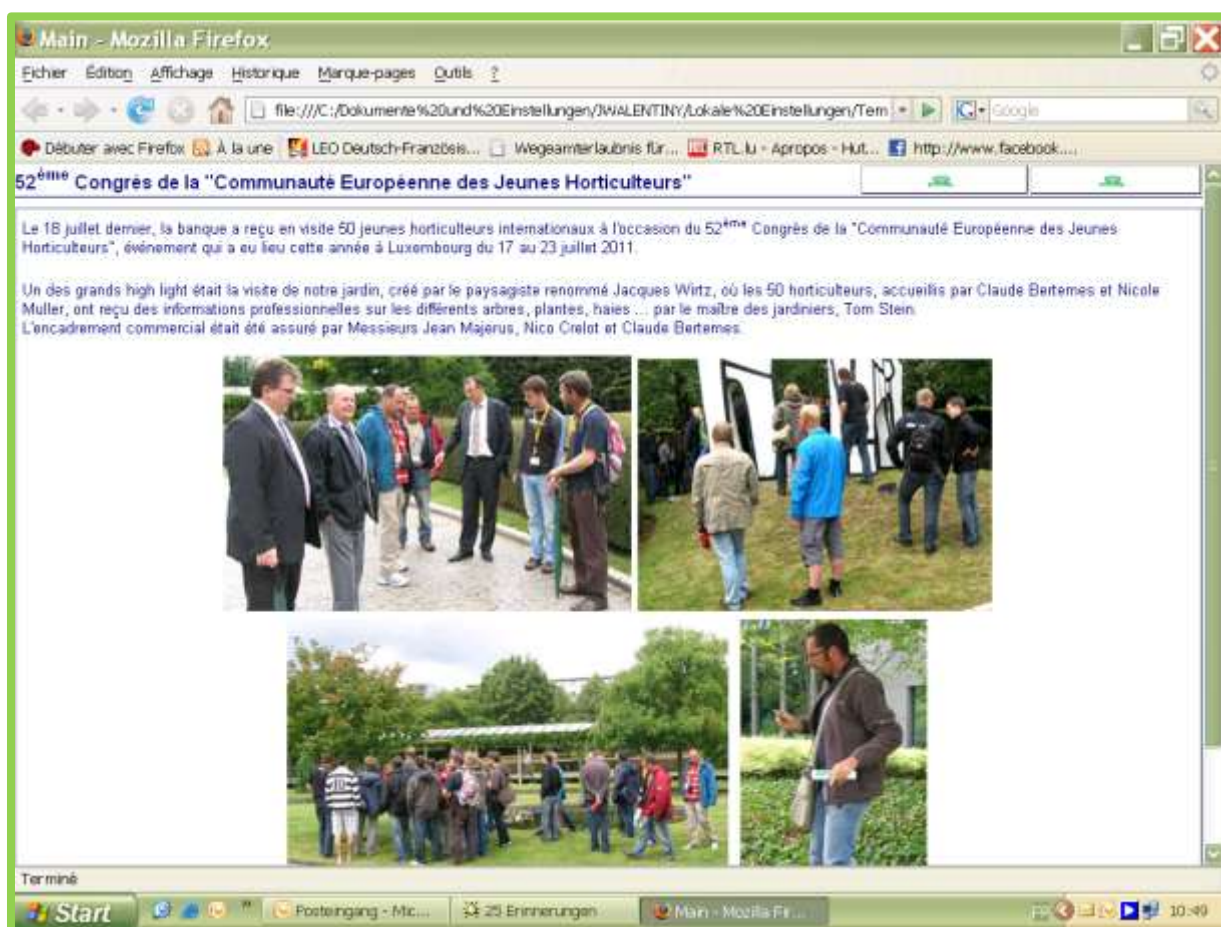 Main - Mozilla Firefox
Fichier Édition Affichage Historique Marque-pages Outils ?
file:///C:/Dokumente%20und%20Einstellungen/JWALENTINY/Lokale%20Einstellungen/Tem Google
Débuter avec Firefox À la une LEO Deutsch-Französis... Wegeamterlaubnis für ... RTL.lu - Apropos - Hut... http://www.facebook....
52ème Congrès de la "Communauté Européenne des Jeunes Horticulteurs"
Le 18 juillet dernier, la banque a reçu en visite 50 jeunes horticulteurs internationaux à l'occasion du 52ème Congrès de la "Communauté Européenne des Jeunes
Horticulteurs", événement qui a eu lieu cette année à Luxembourg du 17 au 23 juillet 2011.
Un des grands high light était la visite de notre jardin, créé par le paysagiste renommé Jacques Wirtz, où les 50 horticulteurs, accueillis par Claude Bertemes et Nicole
Muller, ont reçu des informations professionnelles sur les différents arbres, plantes, haies ... par le maître des jardiniers, Tom Stein.
L'encadrement commercial était été assuré par Messieurs Jean Majerus, Nico Crelot et Claude Bertemes.
Terminé
Start Posteingang - Mic... 25 Erinnerungen Main - Mozilla Fir... FR 10:49